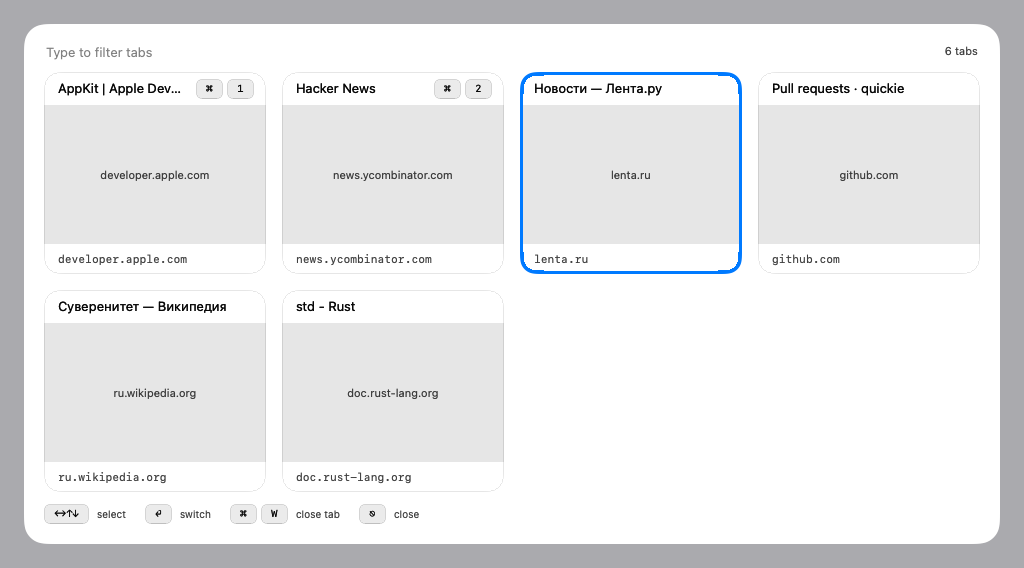 Type to filter tabs
6 tabs
AppKit | Apple Dev... ⌘ 1
Hacker News ⌘ 2
Новости — Лента.ру
Pull requests · quickie
developer.apple.com
news.ycombinator.com
lenta.ru
github.com
developer.apple.com
news.ycombinator.com
lenta.ru
github.com
Суверенитет — Википедия
std - Rust
ru.wikipedia.org
doc.rust-lang.org
ru.wikipedia.org
doc.rust-lang.org
↔↑↓ select ⏎ switch ⌘ W close tab ⎋ close